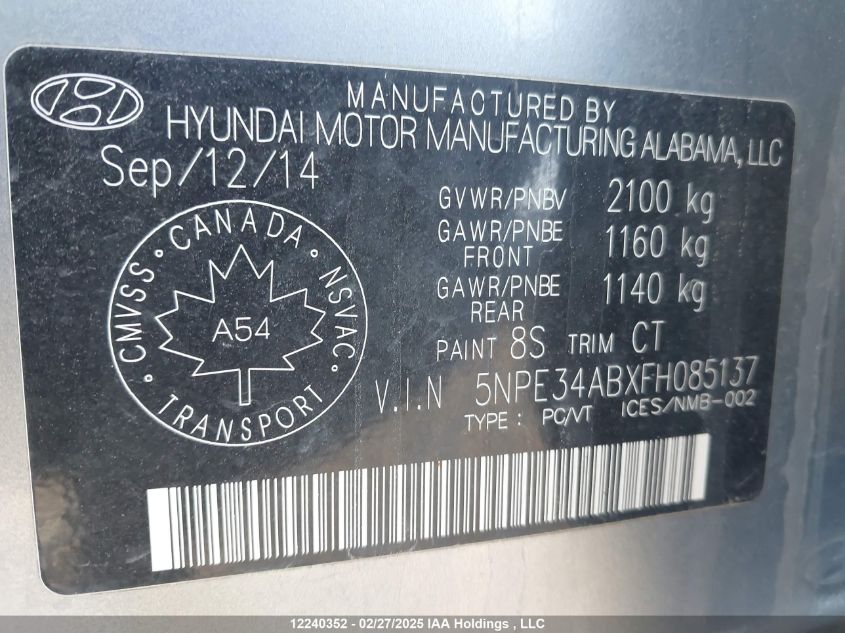 MANUFACTURED BY
HYUNDAI MOTOR MANUFACTURING ALABAMA, LLC
Sep/12/14
GVWR/PNBV 2100 kg
GAWR/PNBE FRONT 1160 kg
GAWR/PNBE REAR 1140 kg
PAINT 8S TRIM CT
V.I.N 5NPE34ABXFH085137
TYPE : PC/VT ICES/NMB-002
CMVSS · CANADA · NSVAC · TRANSPORT ·
A54
12240352 - 02/27/2025 IAA Holdings , LLC